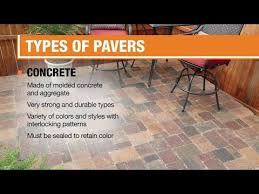 TYPES OF PAVERS
CONCRETE
Made of molded concrete
and aggregate
Very strong and durable types
Variety of colors and styles with
interlocking patterns
Must be sealed to retain color